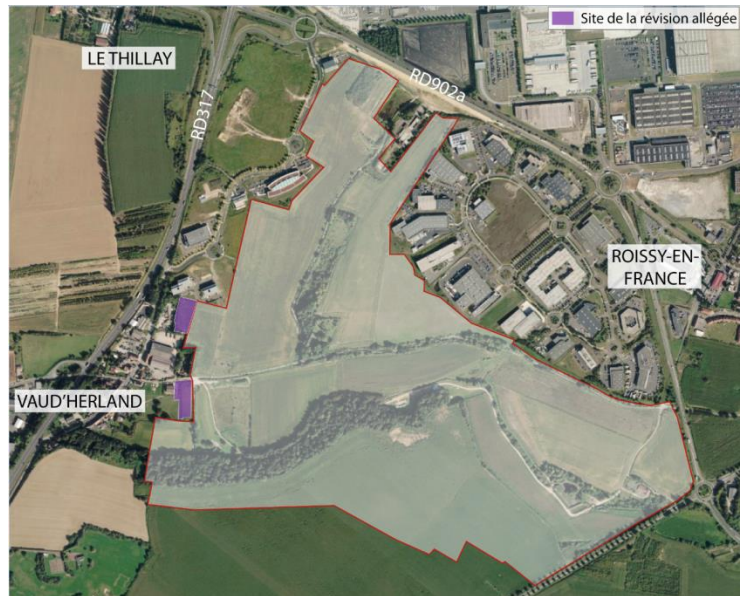 Site de la révision allégée
LE THILLAY
RD317
RD902a
ROISSY-EN-
FRANCE
VAUD'HERLAND